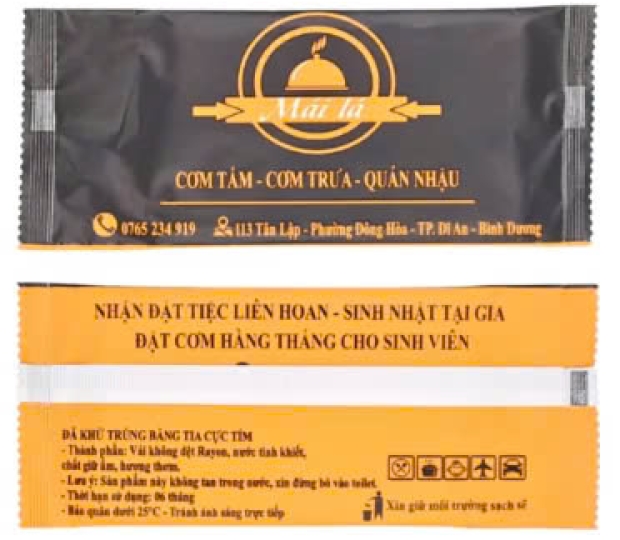 Mái lá
CƠM TẤM - CƠM TRƯA - QUÁN NHẬU
0765 234 919 113 Tân Lập - Phường Đông Hòa - TP. Dĩ An - Bình Dương
NHẬN ĐẶT TIỆC LIÊN HOAN - SINH NHẬT TẠI GIA
ĐẶT CƠM HÀNG THÁNG CHO SINH VIÊN
ĐÃ KHỬ TRÙNG BẰNG TIA CỰC TÍM
- Thành phần: Vải không dệt Rayon, nước tinh khiết,
chất giữ ẩm, hương thơm.
- Lưu ý: Sản phẩm này không tan trong nước, xin đừng bỏ vào toilet.
- Thời hạn sử dụng: 06 tháng
- Bảo quản dưới 25°C - Tránh ánh sáng trực tiếp
Xin giữ môi trường sạch sẽ